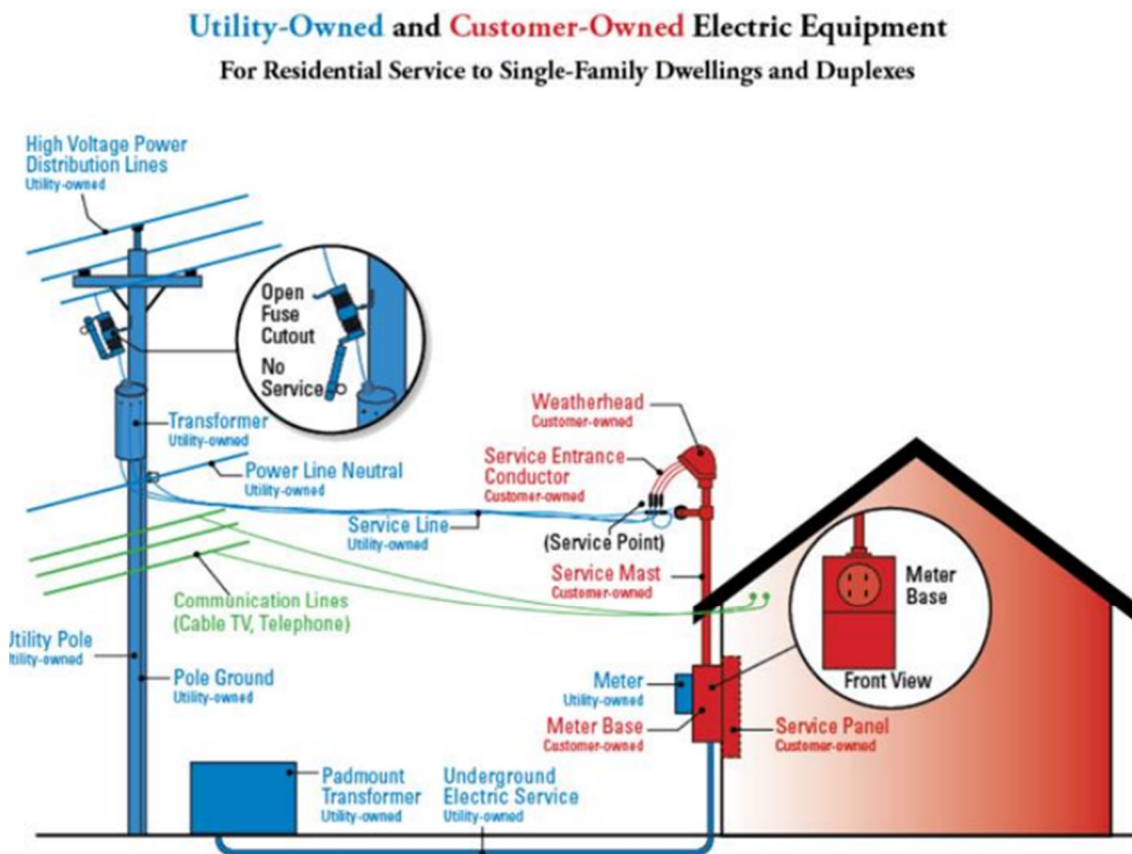 Utility-Owned and Customer-Owned Electric Equipment
For Residential Service to Single-Family Dwellings and Duplexes
High Voltage Power
Distribution Lines
Utility-owned
Open
Fuse
Cutout
No
Service
Transformer
Utility-owned
Power Line Neutral
Utility-owned
Service Line
Utility-owned
Weatherhead
Customer-owned
Service Entrance
Conductor
Customer-owned
(Service Point)
Service Mast
Customer-owned
Communication Lines
(Cable TV, Telephone)
Utility Pole
Utility-owned
Pole Ground
Utility-owned
Meter
Utility-owned
Meter Base
Customer-owned
Meter
Base
Front View
Service Panel
Customer-owned
Padmount
Transformer
Utility-owned
Underground
Electric Service
Utility-owned